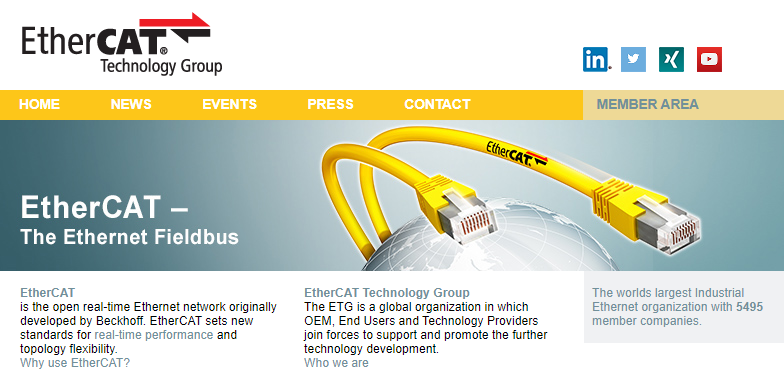 EtherCAT®
Technology Group
in
HOME NEWS EVENTS PRESS CONTACT MEMBER AREA
EtherCAT®
EtherCAT –
The Ethernet Fieldbus
EtherCAT
is the open real-time Ethernet network originally
developed by Beckhoff. EtherCAT sets new
standards for real-time performance and
topology flexibility.
Why use EtherCAT?
EtherCAT Technology Group
The ETG is a global organization in which
OEM, End Users and Technology Providers
join forces to support and promote the further
technology development.
Who we are
The worlds largest Industrial
Ethernet organization with 5495
member companies.